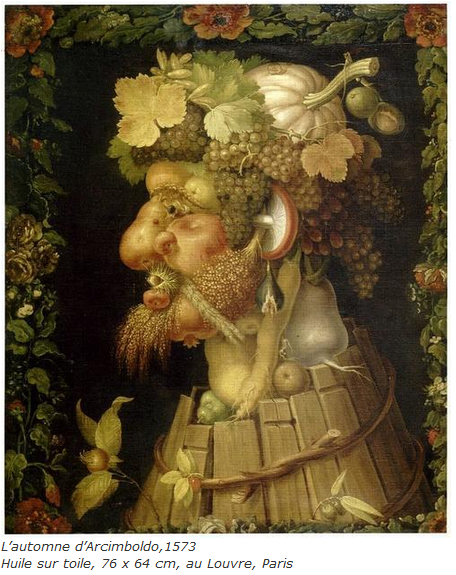 L'automne d'Arcimboldo,1573
Huile sur toile, 76 x 64 cm, au Louvre, Paris